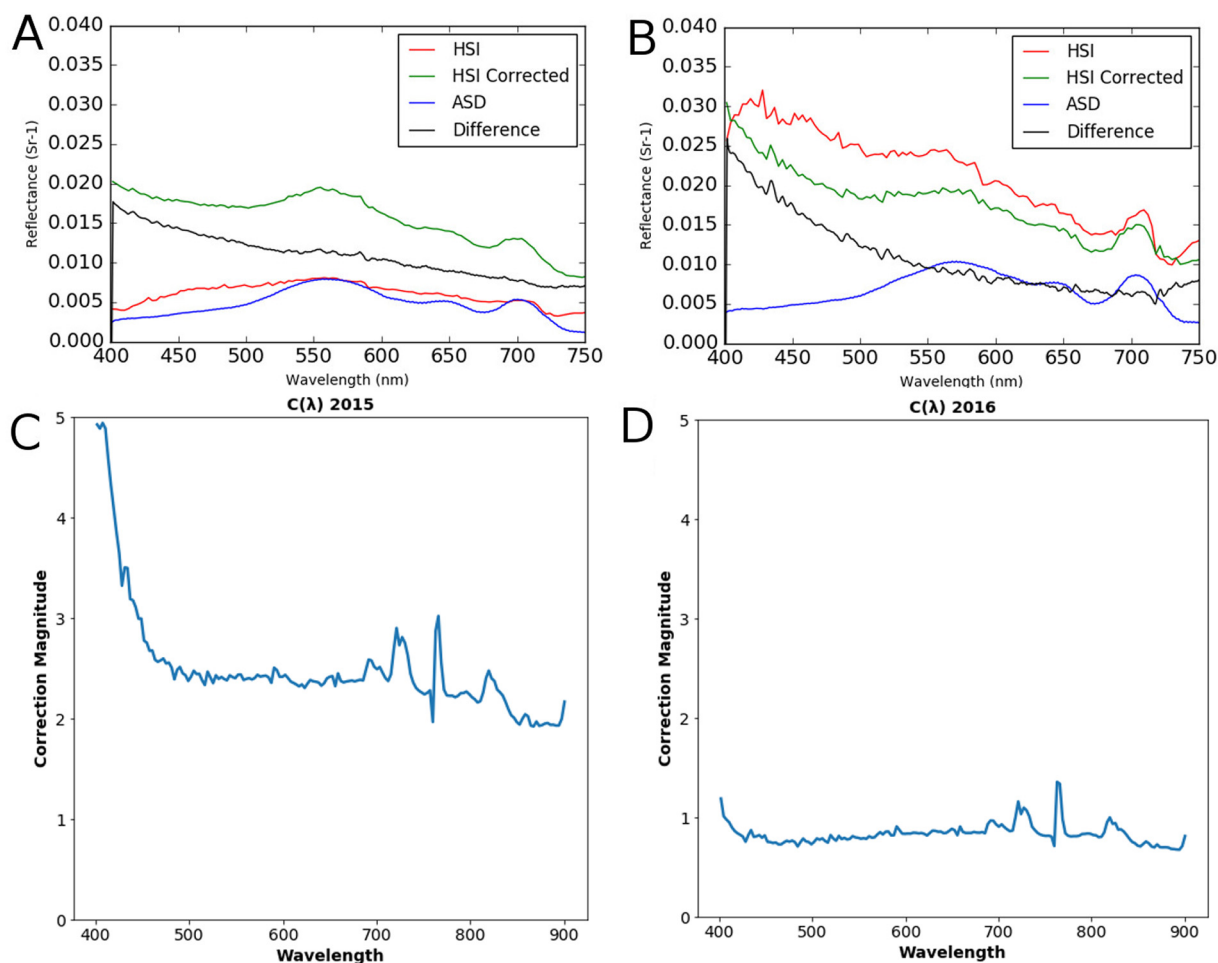 A
0.040
0.035
0.030
0.025
0.020
0.015
0.010
0.005
0.000
Reflectance (Sr-1)
HSI
HSI Corrected
ASD
Difference
400 450 500 550 600 650 700 750
Wavelength (nm)
B
0.040
0.035
0.030
0.025
0.020
0.015
0.010
0.005
0.000
Reflectance (Sr-1)
HSI
HSI Corrected
ASD
Difference
400 450 500 550 600 650 700 750
Wavelength (nm)
C
C(λ) 2015
5
4
3
2
1
0
Correction Magnitude
400 500 600 700 800 900
Wavelength
D
C(λ) 2016
5
4
3
2
1
0
Correction Magnitude
400 500 600 700 800 900
Wavelength